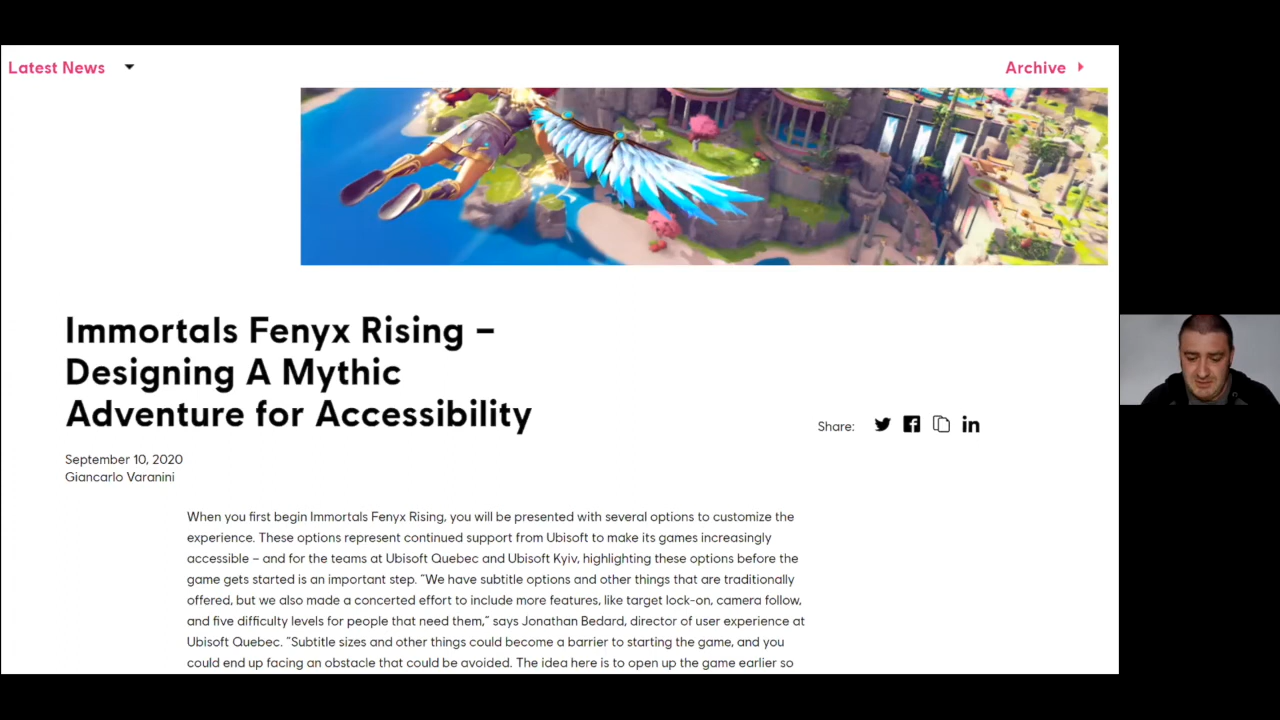 Latest News
Archive
Immortals Fenyx Rising –
Designing A Mythic
Adventure for Accessibility
Share:
September 10, 2020
Giancarlo Varanini
When you first begin Immortals Fenyx Rising, you will be presented with several options to customize the
experience. These options represent continued support from Ubisoft to make its games increasingly
accessible – and for the teams at Ubisoft Quebec and Ubisoft Kyiv, highlighting these options before the
game gets started is an important step. "We have subtitle options and other things that are traditionally
offered, but we also made a concerted effort to include more features, like target lock-on, camera follow,
and five difficulty levels for people that need them," says Jonathan Bedard, director of user experience at
Ubisoft Quebec. "Subtitle sizes and other things could become a barrier to starting the game, and you
could end up facing an obstacle that could be avoided. The idea here is to open up the game earlier so